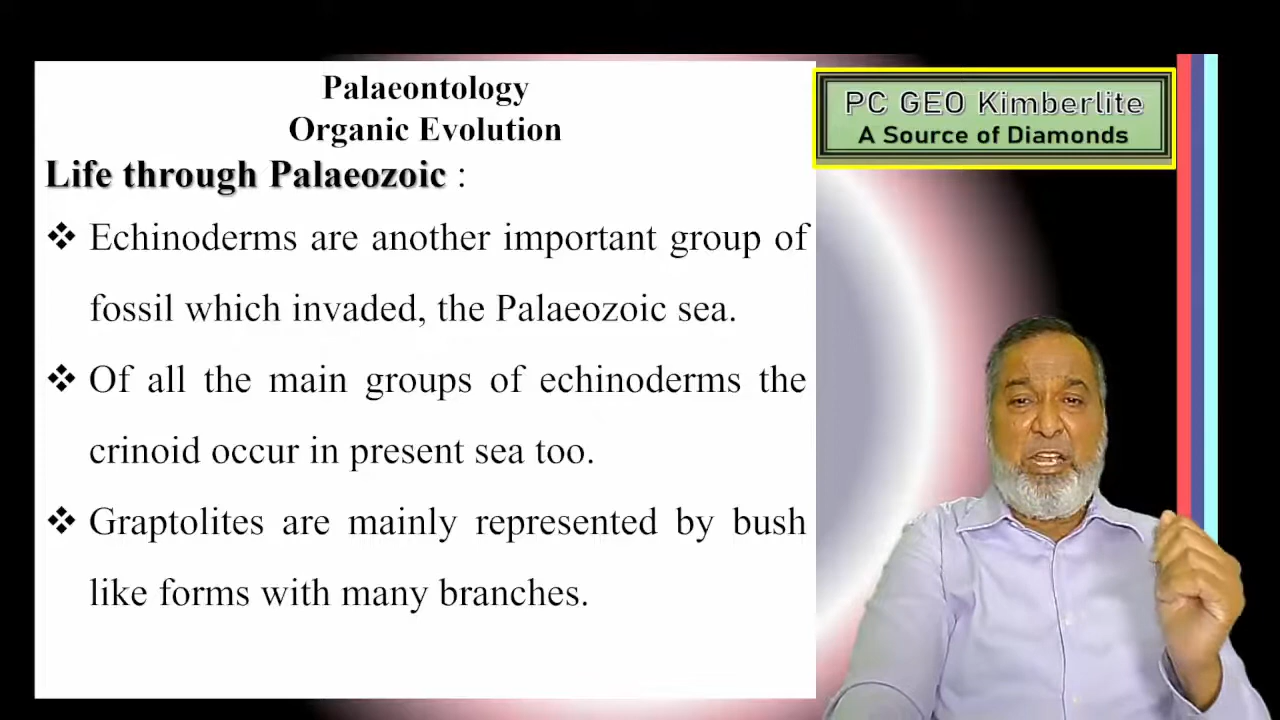 Palaeontology
Organic Evolution
Life through Palaeozoic :
❖ Echinoderms are another important group of
fossil which invaded, the Palaeozoic sea.
❖ Of all the main groups of echinoderms the
crinoid occur in present sea too.
❖ Graptolites are mainly represented by bush
like forms with many branches.
PC GEO Kimberlite
A Source of Diamonds